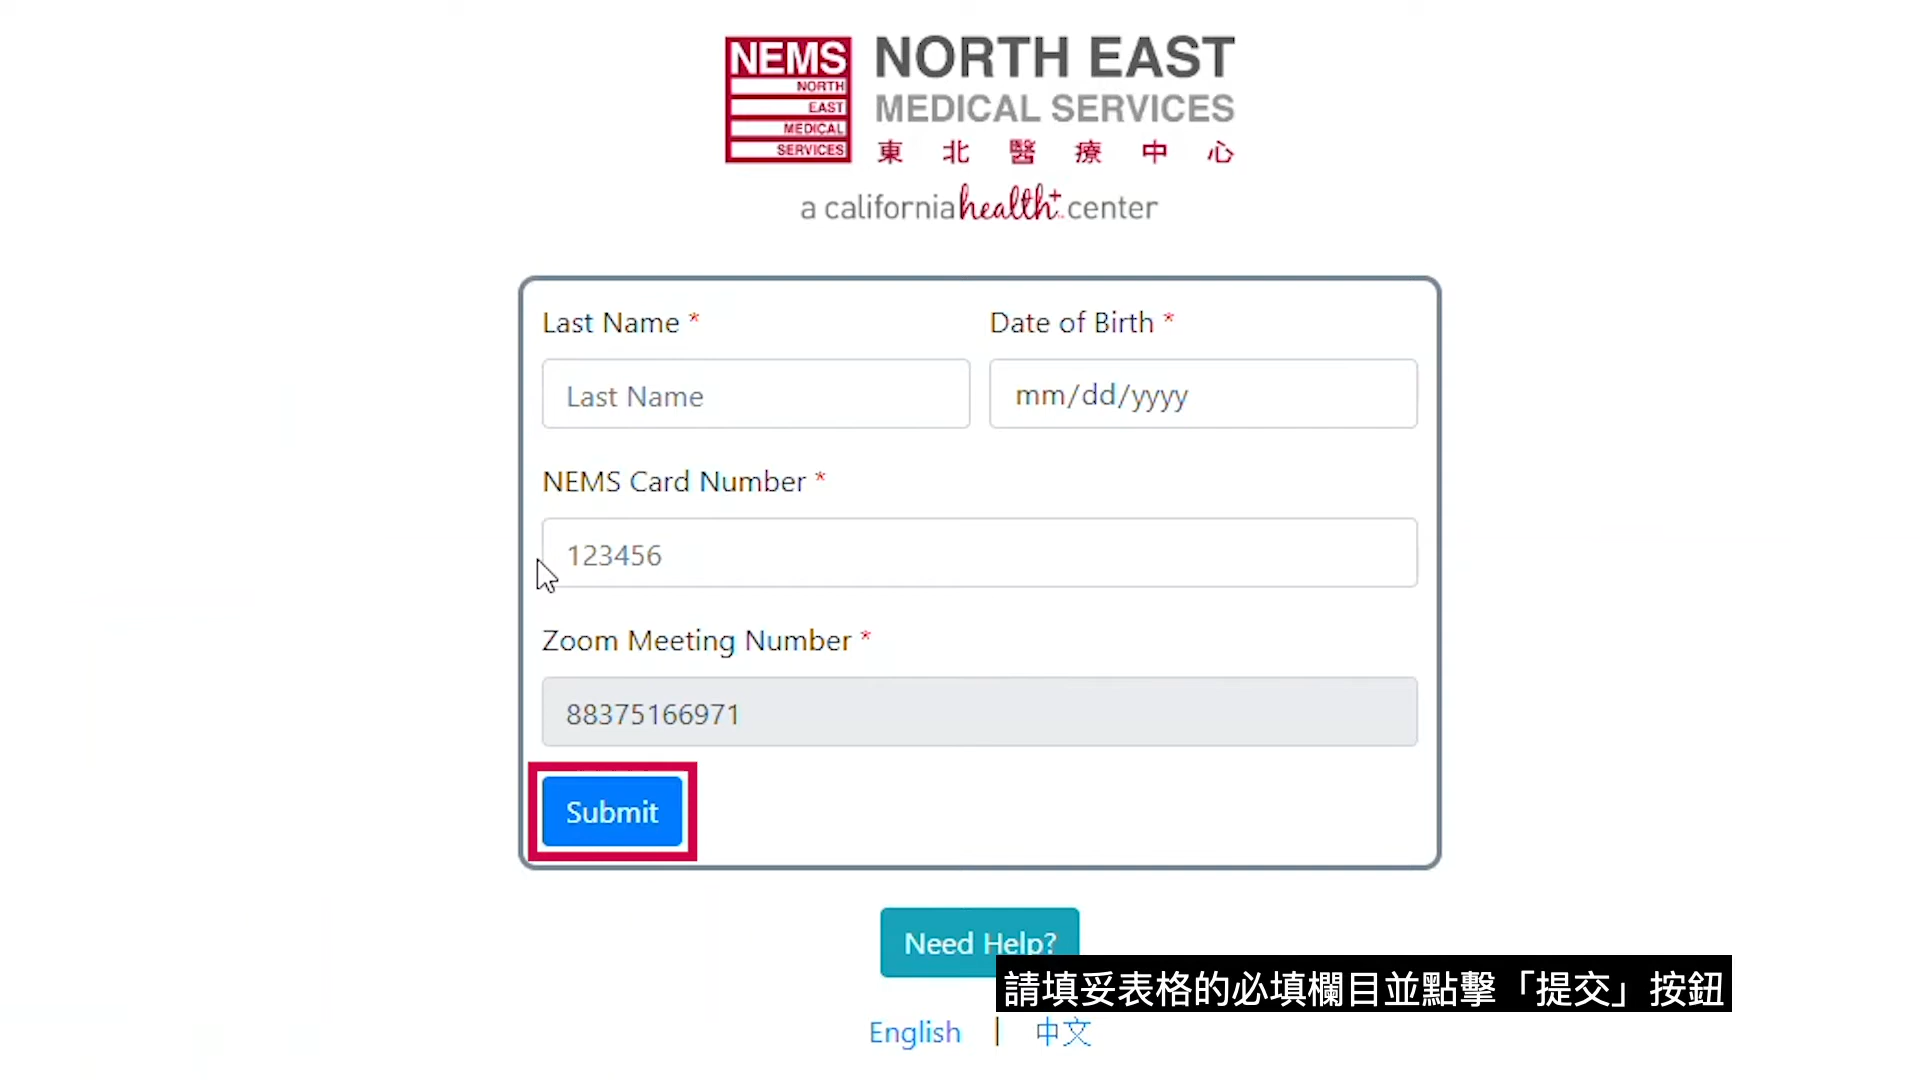 NEMS
NORTH
EAST
MEDICAL
SERVICES
NORTH EAST
MEDICAL SERVICES
東北醫療中心
a california health+ center
Last Name *
Date of Birth *
Last Name
mm/dd/yyyy
NEMS Card Number *
123456
Zoom Meeting Number *
88375166971
Submit
Need Help?
請填妥表格的必填欄目並點擊「提交」按鈕
English | 中文